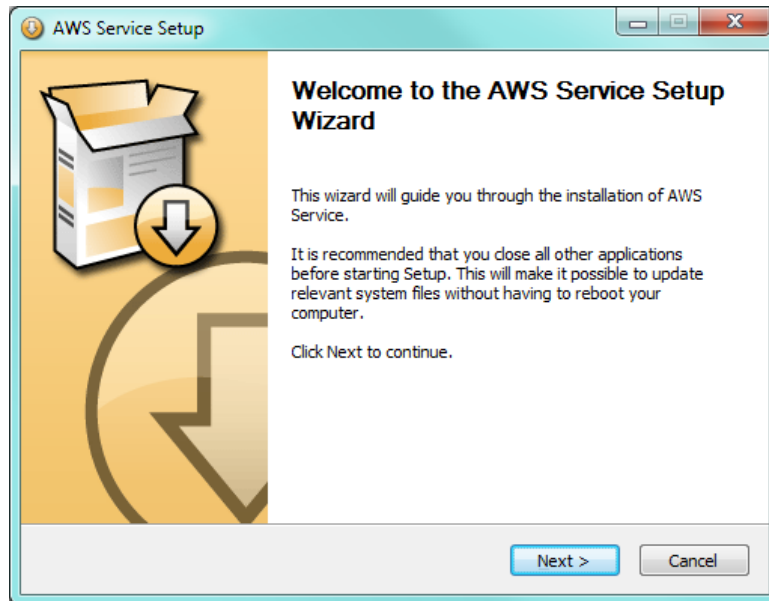 AWS Service Setup
Welcome to the AWS Service Setup
Wizard
This wizard will guide you through the installation of AWS
Service.
It is recommended that you close all other applications
before starting Setup. This will make it possible to update
relevant system files without having to reboot your
computer.
Click Next to continue.
Next >
Cancel